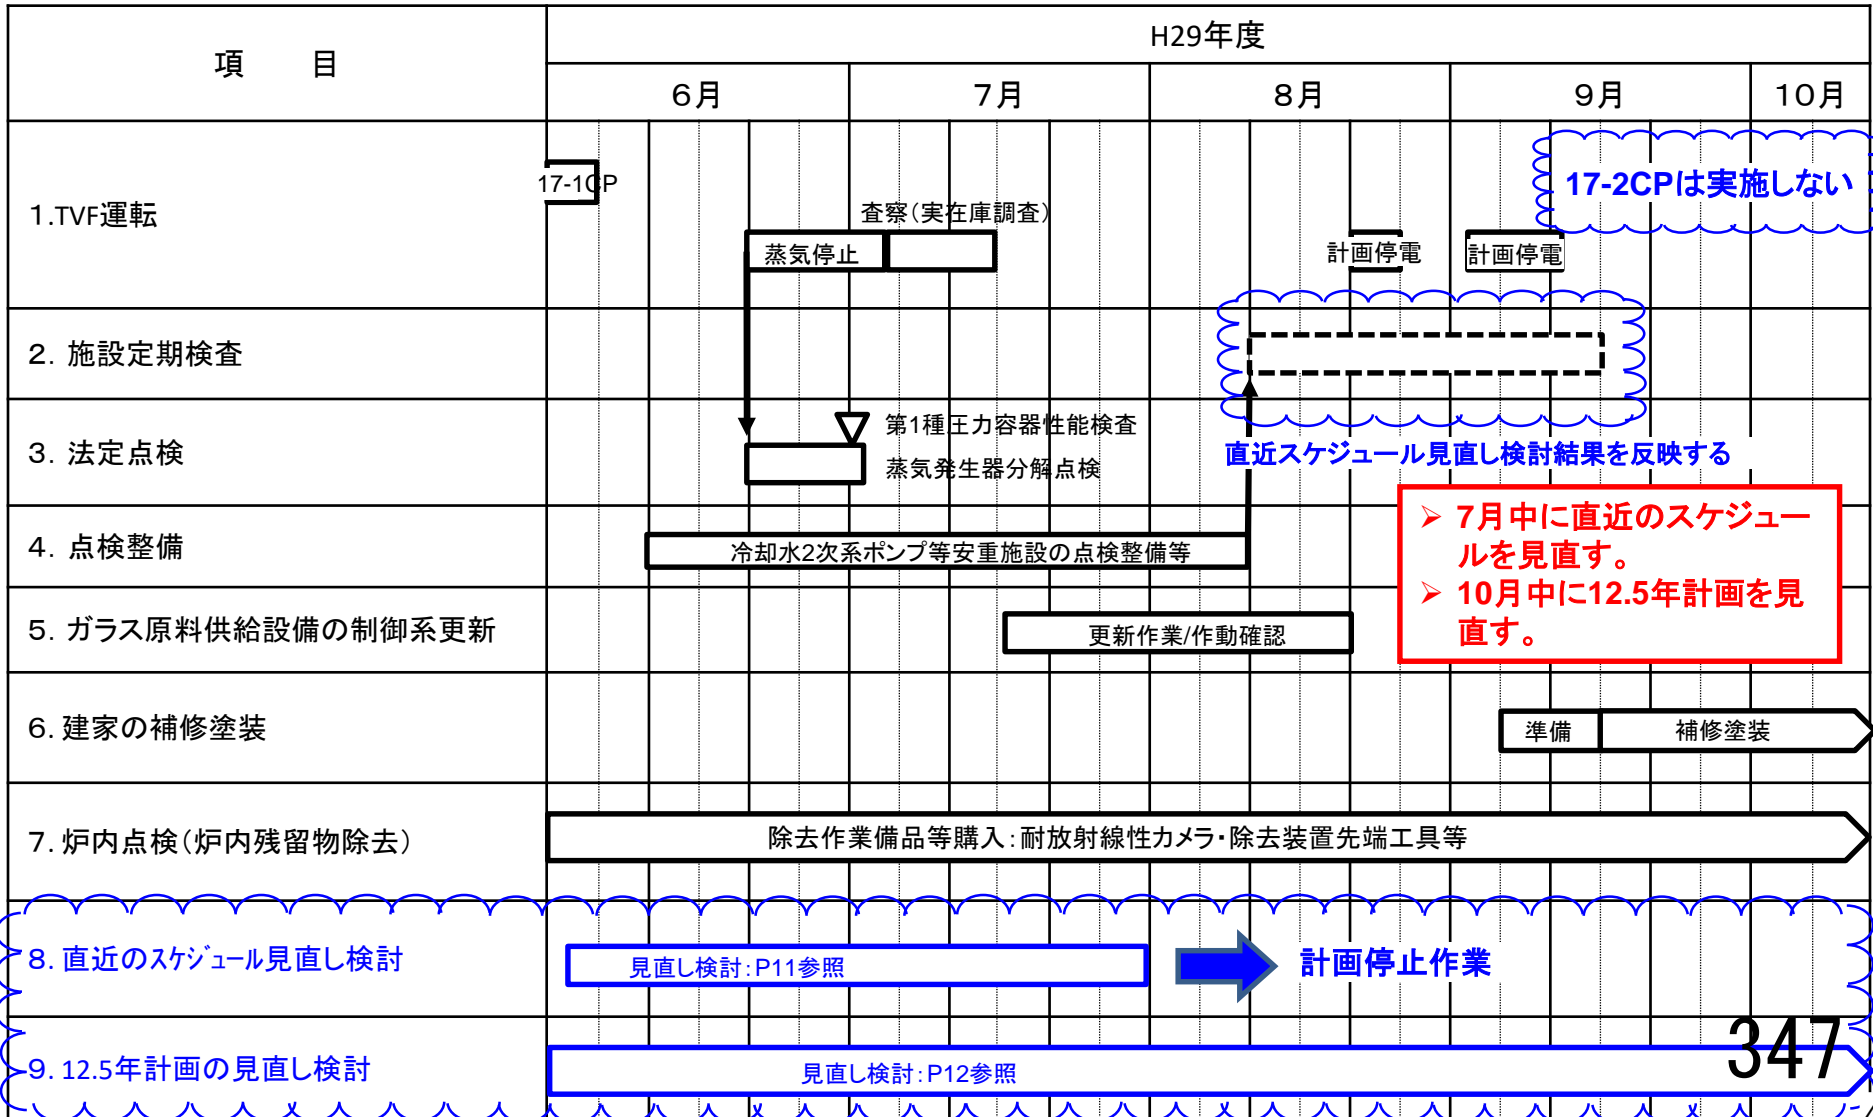 項　目
H29年度
6月
7月
8月
9月
10月
1.TVF運転
17-1CP
蒸気停止
査察(実在庫調査)
計画停電
計画停電
17-2CPは実施しない
2. 施設定期検査
直近スケジュール見直し検討結果を反映する
3. 法定点検
第1種圧力容器性能検査
蒸気発生器分解点検
4. 点検整備
冷却水2次系ポンプ等安重施設の点検整備等
➢ 7月中に直近のスケジュー
ルを見直す。
➢ 10月中に12.5年計画を見
直す。
5. ガラス原料供給設備の制御系更新
更新作業/作動確認
6. 建家の補修塗装
準備
補修塗装
7. 炉内点検(炉内残留物除去)
除去作業備品等購入:耐放射線性カメラ・除去装置先端工具等
8. 直近のスケジュール見直し検討
見直し検討:P11参照
計画停止作業
9. 12.5年計画の見直し検討
見直し検討:P12参照
347